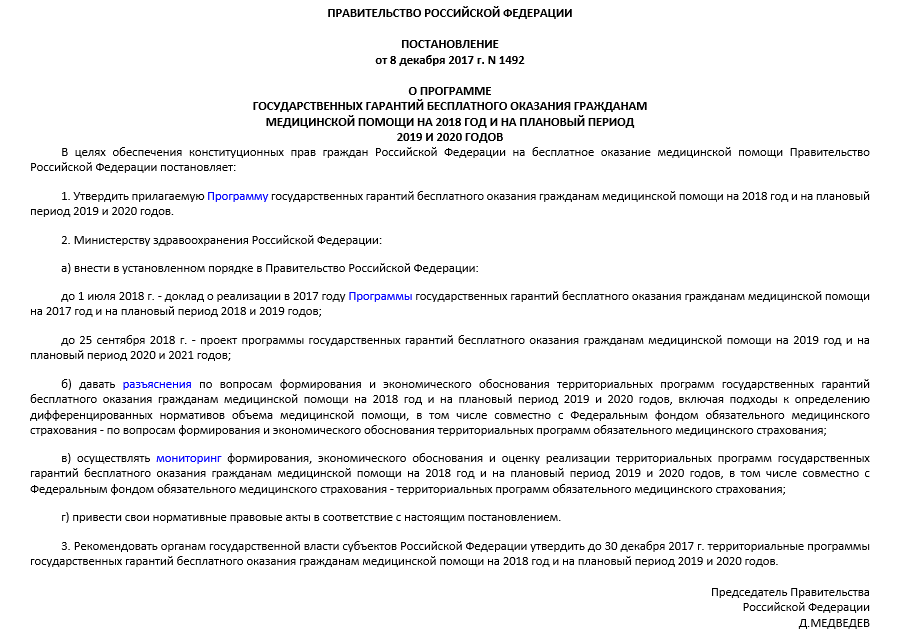 ПРАВИТЕЛЬСТВО РОССИЙСКОЙ ФЕДЕРАЦИИ
ПОСТАНОВЛЕНИЕ
от 8 декабря 2017 г. N 1492
О ПРОГРАММЕ
ГОСУДАРСТВЕННЫХ ГАРАНТИЙ БЕСПЛАТНОГО ОКАЗАНИЯ ГРАЖДАНАМ
МЕДИЦИНСКОЙ ПОМОЩИ НА 2018 ГОД И НА ПЛАНОВЫЙ ПЕРИОД
2019 И 2020 ГОДОВ
В целях обеспечения конституционных прав граждан Российской Федерации на бесплатное оказание медицинской помощи Правительство
Российской Федерации постановляет:
1. Утвердить прилагаемую Программу государственных гарантий бесплатного оказания гражданам медицинской помощи на 2018 год и на плановый
период 2019 и 2020 годов.
2. Министерству здравоохранения Российской Федерации:
а) внести в установленном порядке в Правительство Российской Федерации:
до 1 июля 2018 г. - доклад о реализации в 2017 году Программы государственных гарантий бесплатного оказания гражданам медицинской помощи
на 2017 год и на плановый период 2018 и 2019 годов;
до 25 сентября 2018 г. - проект программы государственных гарантий бесплатного оказания гражданам медицинской помощи на 2019 год и на
плановый период 2020 и 2021 годов;
б) давать разъяснения по вопросам формирования и экономического обоснования территориальных программ государственных гарантий
бесплатного оказания гражданам медицинской помощи на 2018 год и на плановый период 2019 и 2020 годов, включая подходы к определению
дифференцированных нормативов объема медицинской помощи, в том числе совместно с Федеральным фондом обязательного медицинского
страхования - по вопросам формирования и экономического обоснования территориальных программ обязательного медицинского страхования;
в) осуществлять мониторинг формирования, экономического обоснования и оценку реализации территориальных программ государственных
гарантий бесплатного оказания гражданам медицинской помощи на 2018 год и на плановый период 2019 и 2020 годов, в том числе совместно с
Федеральным фондом обязательного медицинского страхования - территориальных программ обязательного медицинского страхования;
г) привести свои нормативные правовые акты в соответствие с настоящим постановлением.
3. Рекомендовать органам государственной власти субъектов Российской Федерации утвердить до 30 декабря 2017 г. территориальные программы
государственных гарантий бесплатного оказания гражданам медицинской помощи на 2018 год и на плановый период 2019 и 2020 годов.
Председатель Правительства
Российской Федерации
Д.МЕДВЕДЕВ